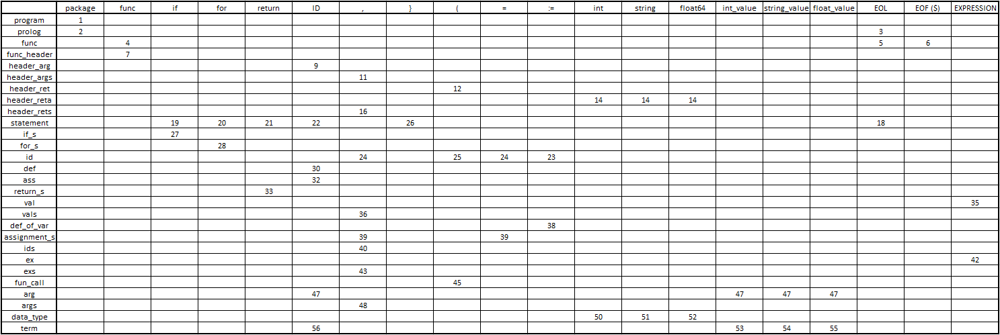 package func if for return ID , } ( = := int string float64 int_value string_value float_value EOL EOF ($) EXPRESSION
program 1
prolog 2 3
func 4 5 6
func_header 7
header_arg 9
header_args 11
header_ret 12
header_reta 14 14 14
header_rets 16
statement 19 20 21 22 26 18
if_s 27
for_s 28
id 24 25 24 23
def 30
ass 32
return_s 33
val 35
vals 36
def_of_var 38
assignment_s 39 39
ids 40
ex 42
exs 43
fun_call 45
arg 47 47 47 47
args 48
data_type 50 51 52
term 56 53 54 55